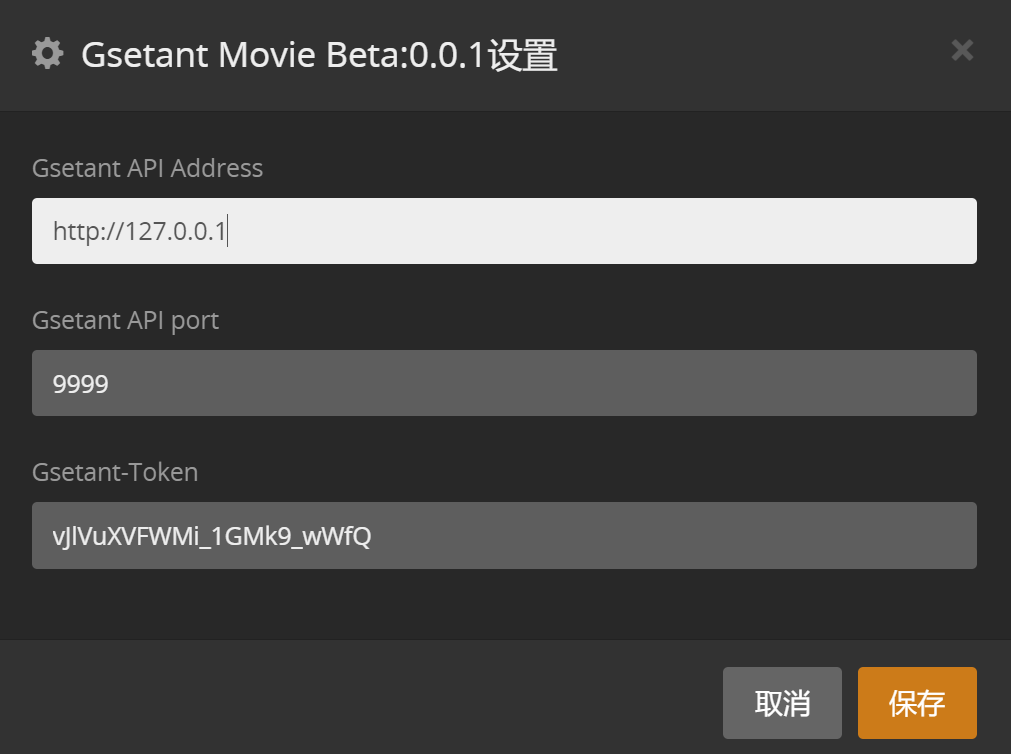 Gsetant Movie Beta:0.0.1设置
Gsetant API Address
http://127.0.0.1
Gsetant API port
9999
Gsetant-Token
vJlVuXVFWMi_1GMk9_wWfQ
取消
保存